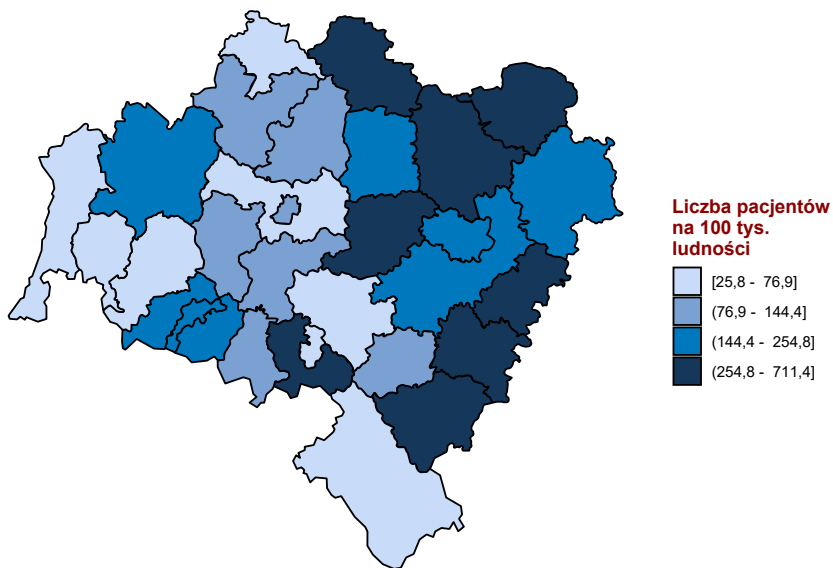 Liczba pacjentów
na 100 tys.
ludności
[25,8 - 76,9]
(76,9 - 144,4]
(144,4 - 254,8]
(254,8 - 711,4]